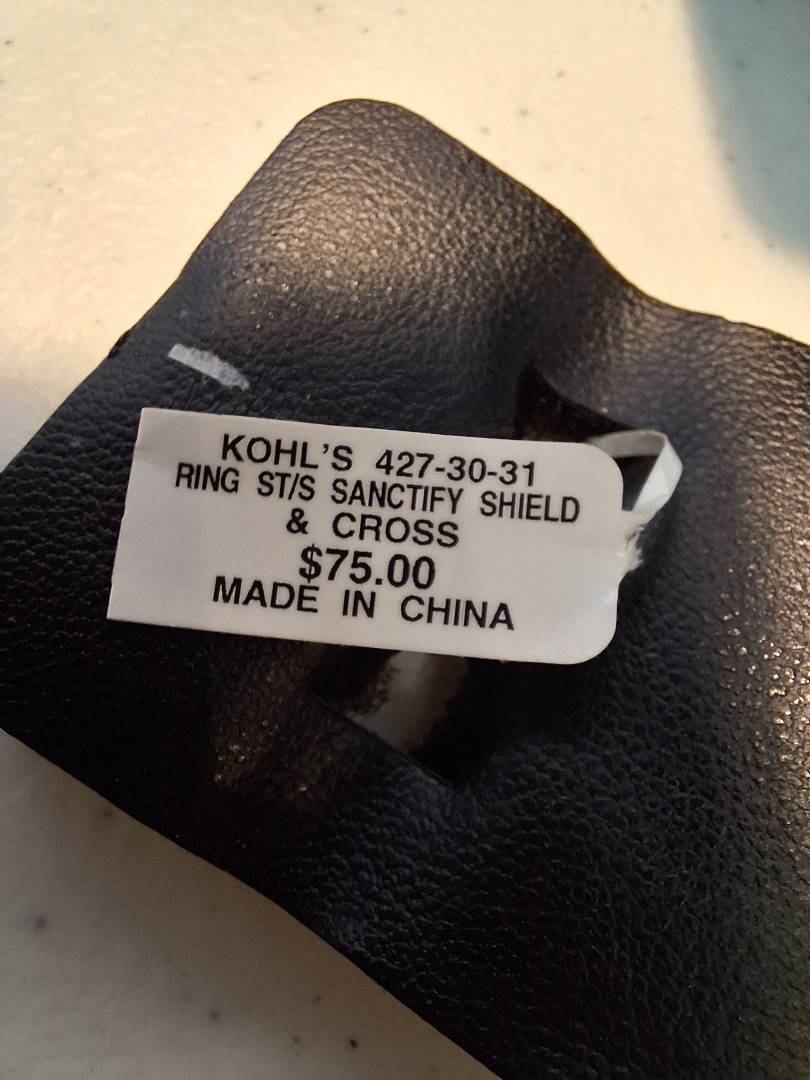 KOHL'S 427-30-31
RING ST/S SANCTIFY SHIELD
& CROSS
$75.00
MADE IN CHINA